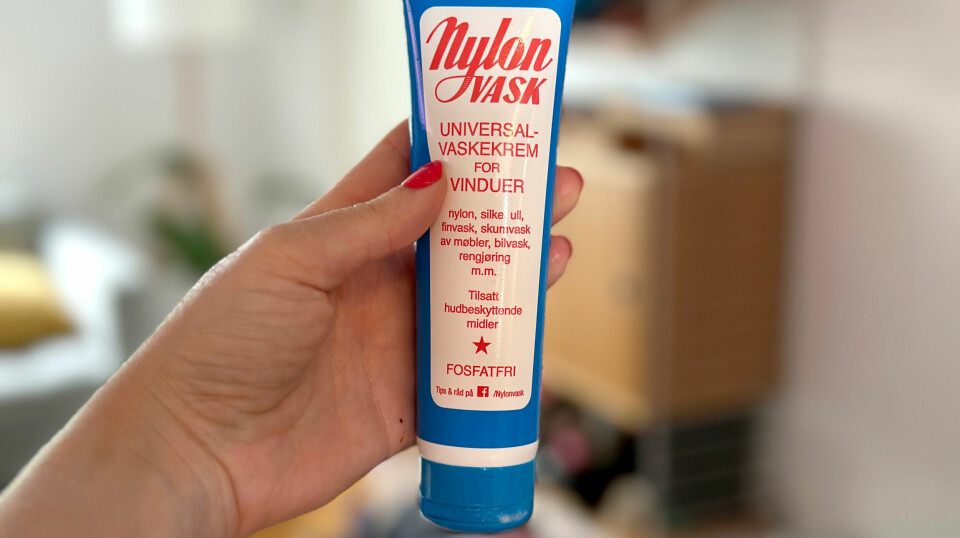 Nylon
VASK
UNIVERSAL-
VASKEKREM
FOR
VINDUER
nylon, silke, ull,
finvask, skumvask
av møbler, bilvask,
rengjøring
m.m.
Tilsatt
hudbeskyttende
midler
FOSFATFRI
Tips & råd på f /Nylonvask